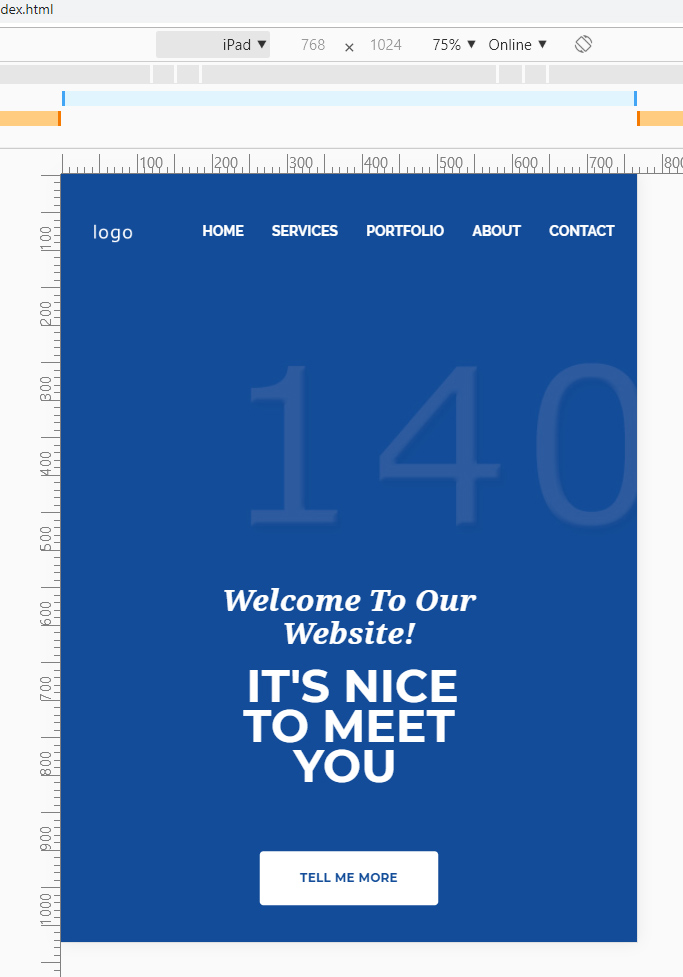 dex.html
iPad ▼ 768 × 1024 75% ▼ Online ▼
100 200 300 400 500 600 700 800
100
200
300
400
500
600
700
800
900
1000
logo HOME SERVICES PORTFOLIO ABOUT CONTACT
140
Welcome To Our
Website!
IT'S NICE
TO MEET
YOU
TELL ME MORE